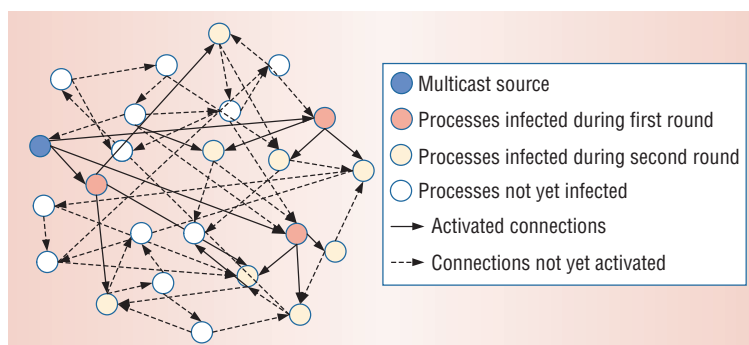 Multicast source
Processes infected during first round
Processes infected during second round
Processes not yet infected
Activated connections
Connections not yet activated